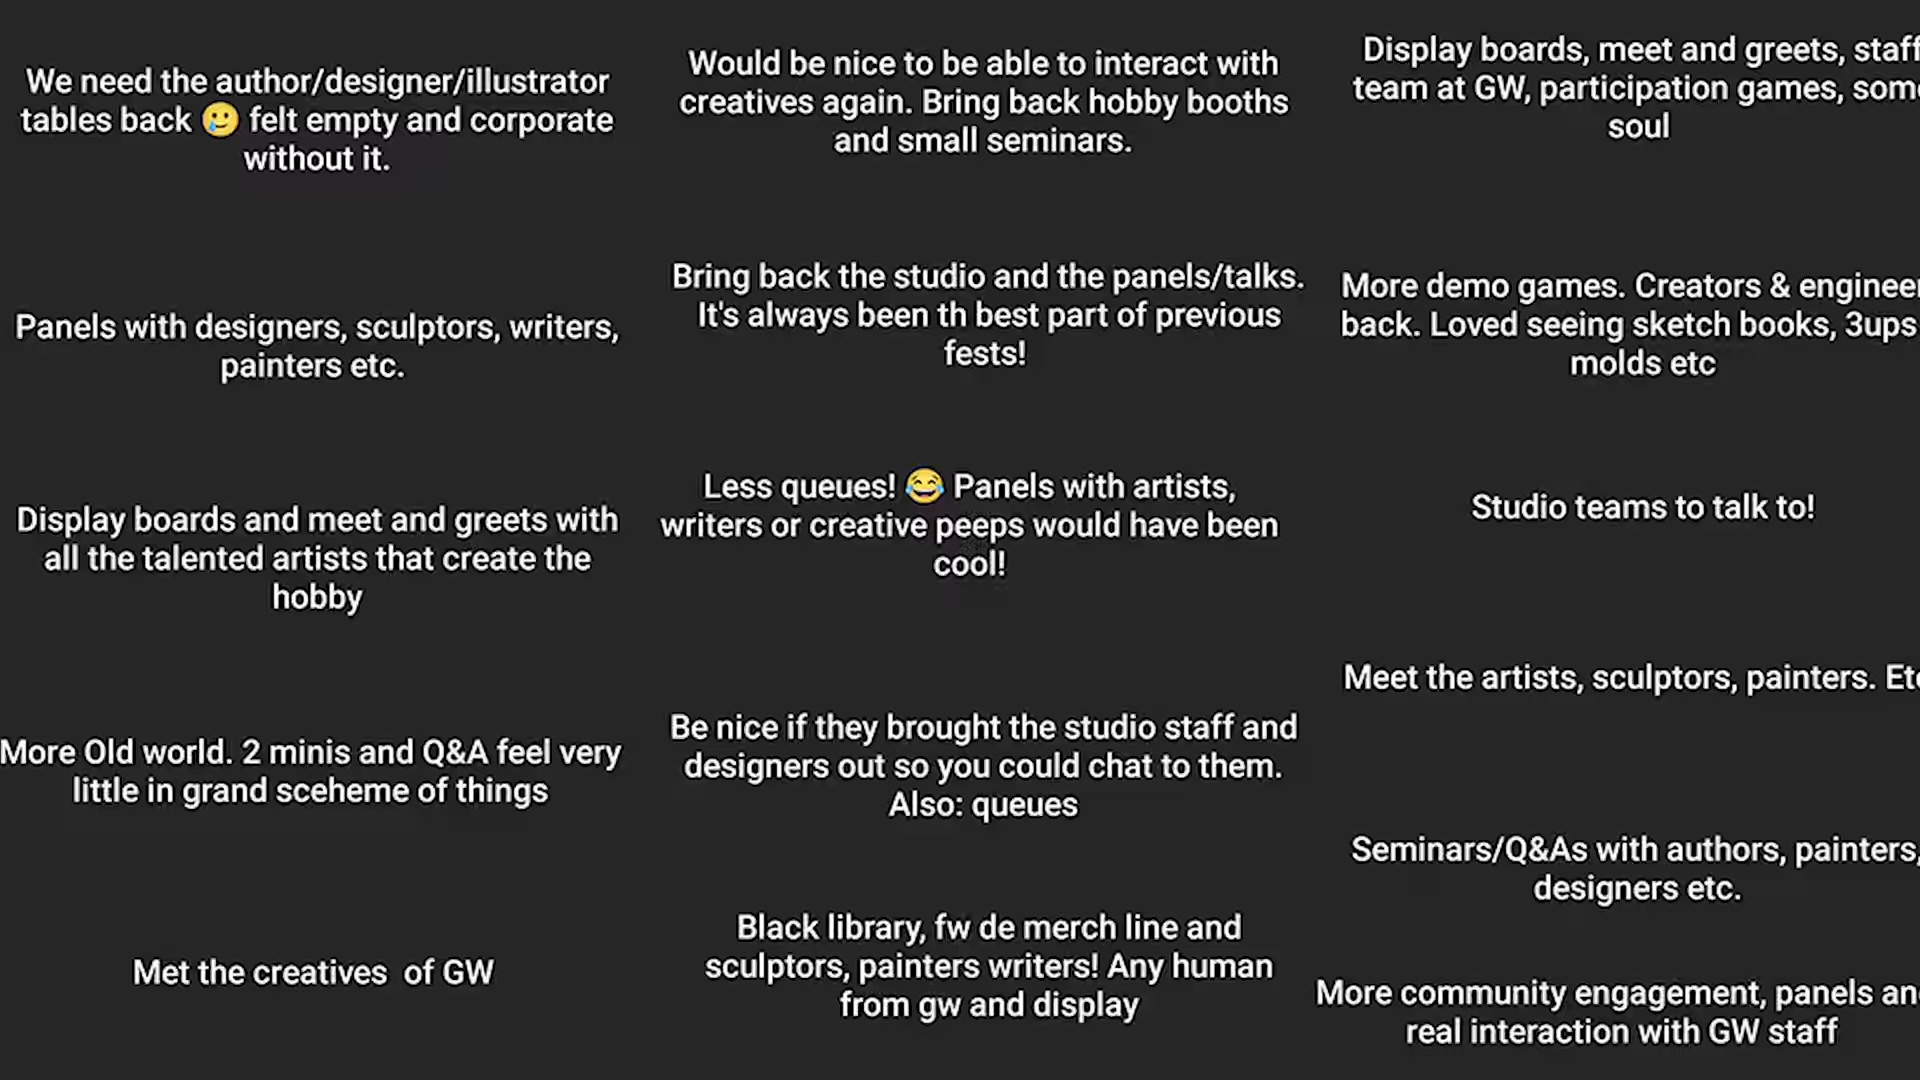 We need the author/designer/illustrator
tables back 🥲 felt empty and corporate
without it.
Panels with designers, sculptors, writers,
painters etc.
Display boards and meet and greets with
all the talented artists that create the
hobby
More Old world. 2 minis and Q&A feel very
little in grand sceheme of things
Met the creatives of GW
Would be nice to be able to interact with
creatives again. Bring back hobby booths
and small seminars.
Bring back the studio and the panels/talks.
It's always been th best part of previous
fests!
Less queues! 😂 Panels with artists,
writers or creative peeps would have been
cool!
Be nice if they brought the studio staff and
designers out so you could chat to them.
Also: queues
Black library, fw de merch line and
sculptors, painters writers! Any human
from gw and display
Display boards, meet and greets, staff
team at GW, participation games,
soul
More demo games. Creators & 
back. Loved seeing sketch books, 3ups
molds etc
Studio teams to talk to!
Meet the artists, sculptors, painters.
Seminars/Q&As with authors, painters,
designers etc.
More community engagement, panels
real interaction with GW staff